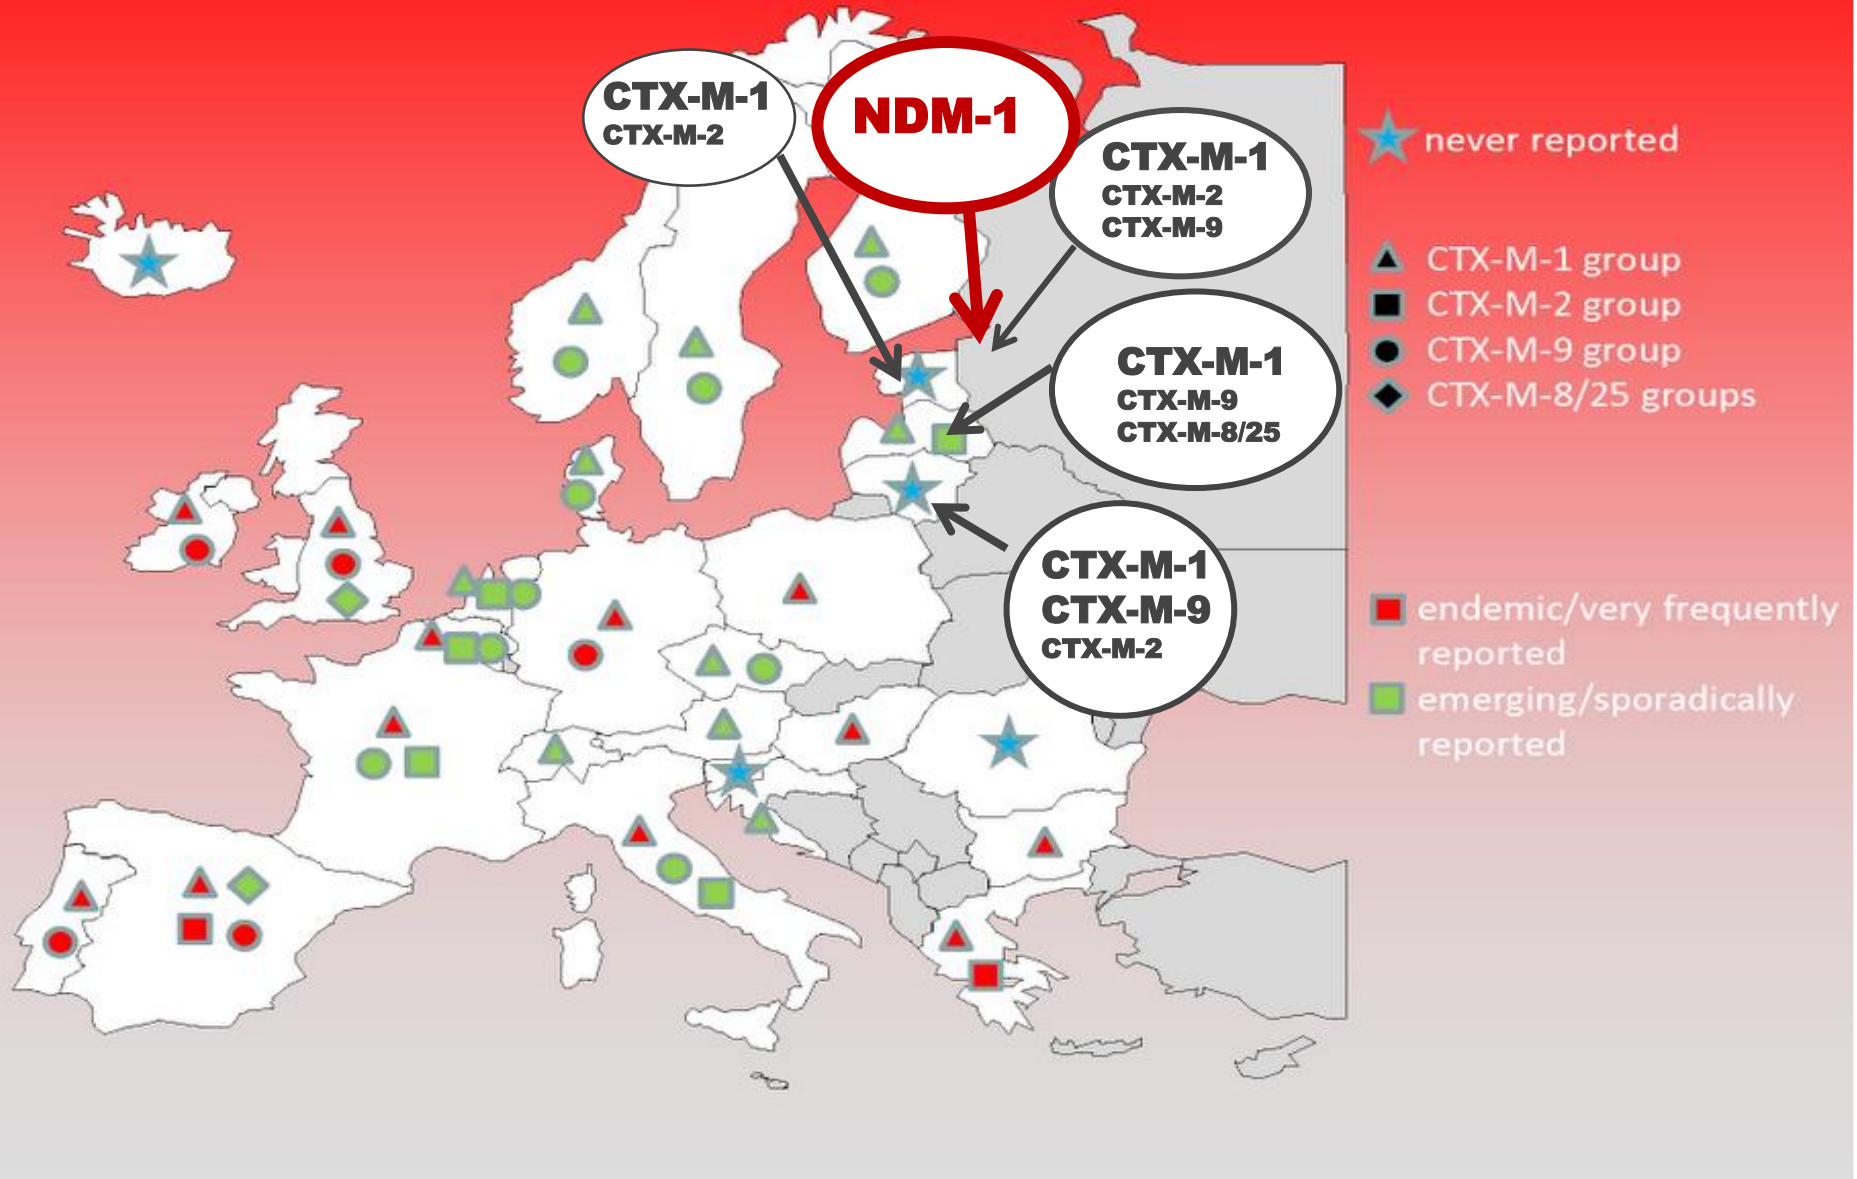 CTX-M-1
CTX-M-2
NDM-1
CTX-M-1
CTX-M-2
CTX-M-9
CTX-M-1
CTX-M-9
CTX-M-8/25
CTX-M-1
CTX-M-9
CTX-M-2
never reported
CTX-M-1 group
CTX-M-2 group
CTX-M-9 group
CTX-M-8/25 groups
endemic/very frequently
reported
emerging/sporadically
reported